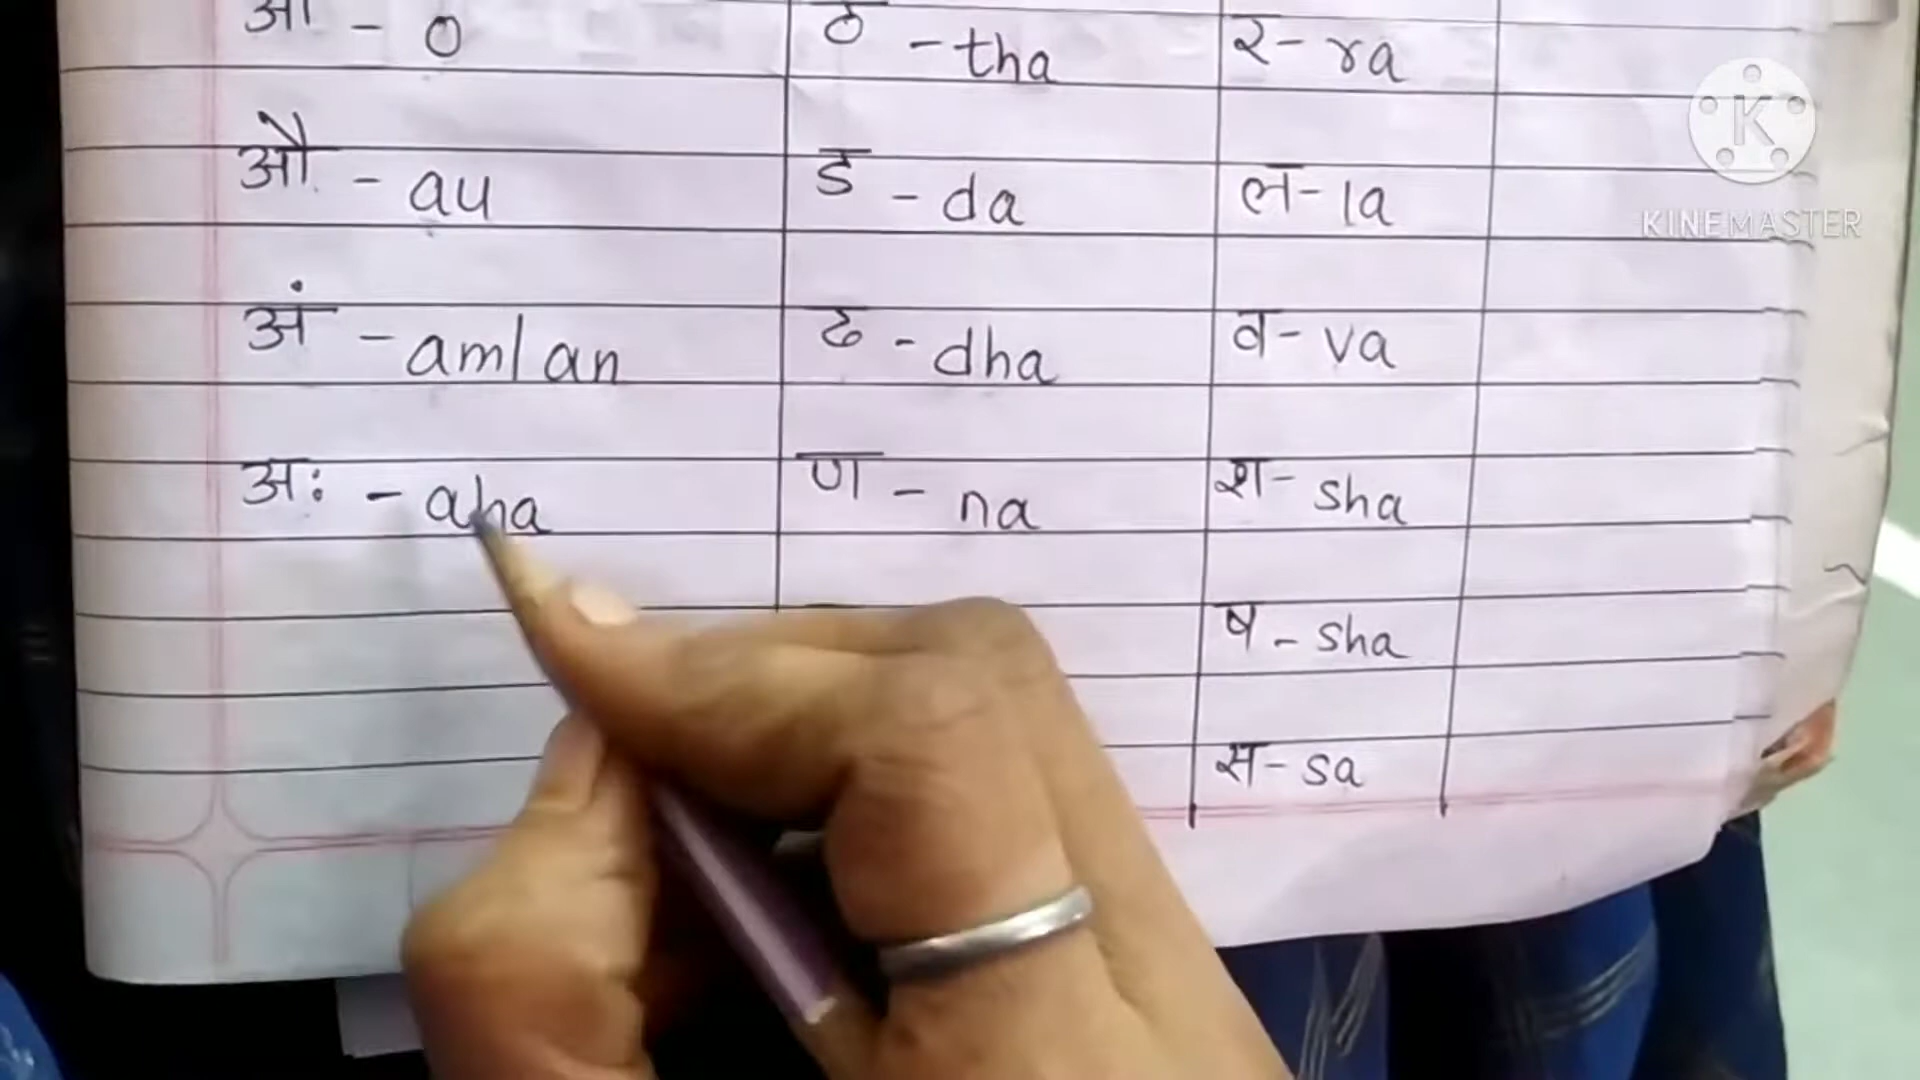 ओ - o
ठ - tha
र - ra
औ - au
ड - da
ल - la
अं - am/an
ढ - dha
व - va
अः - aha
ण - na
श - sha
ष - sha
स - sa
K
KINEMASTER